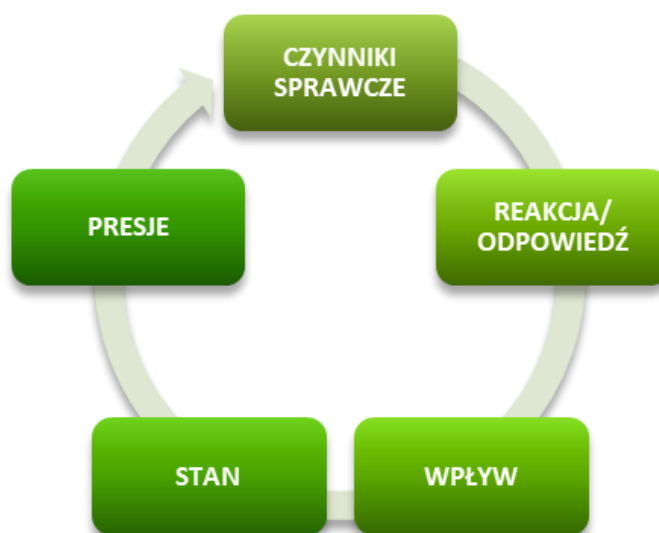 CZYNNIKI
SPRAWCZE
PRESJE
REAKCJA/
ODPOWIEDŹ
STAN
WPŁYW